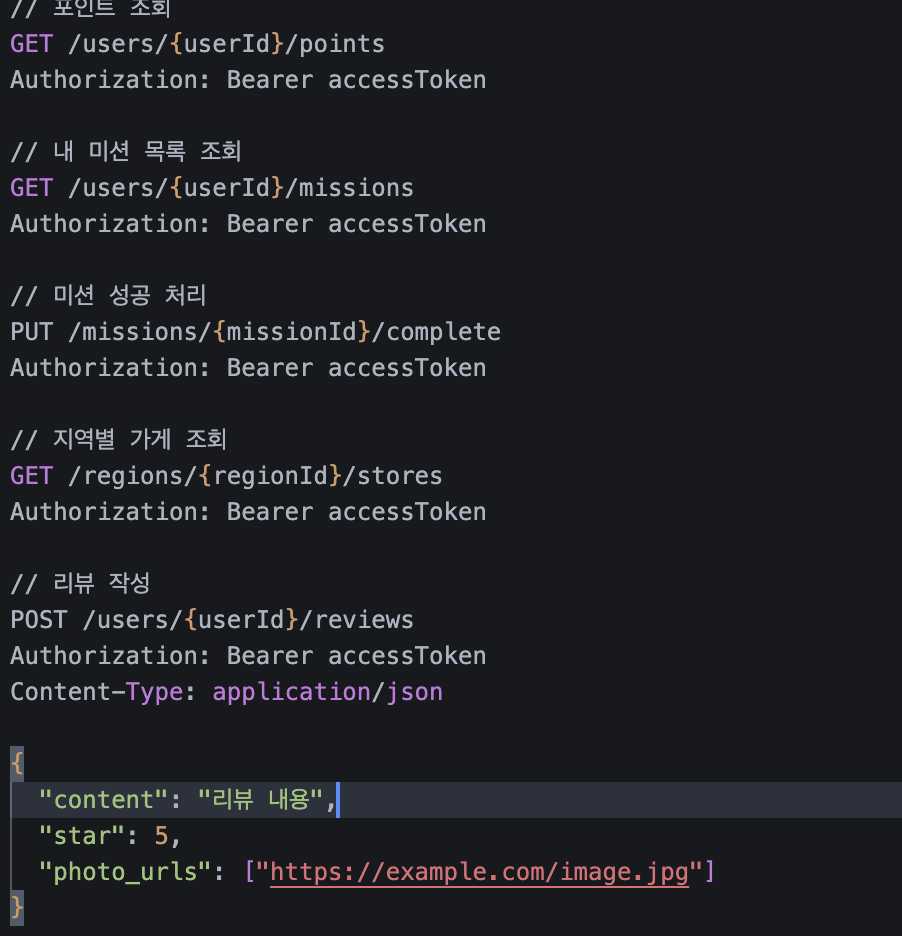 // 포인트 조회
GET /users/{userId}/points
Authorization: Bearer accessToken
// 내 미션 목록 조회
GET /users/{userId}/missions
Authorization: Bearer accessToken
// 미션 성공 처리
PUT /missions/{missionId}/complete
Authorization: Bearer accessToken
// 지역별 가게 조회
GET /regions/{regionId}/stores
Authorization: Bearer accessToken
// 리뷰 작성
POST /users/{userId}/reviews
Authorization: Bearer accessToken
Content-Type: application/json
{
  "content": "리뷰 내용",
  "star": 5,
  "photo_urls": ["https://example.com/image.jpg"]
}